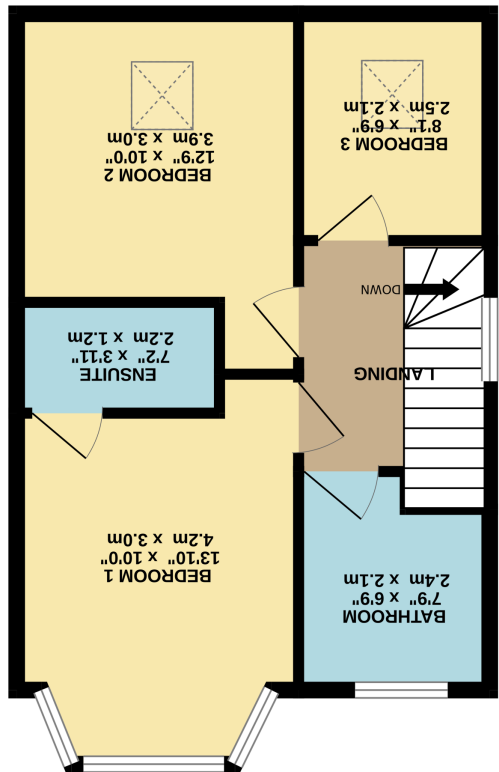 BEDROOM 1
13'10" x 10'0"
4.2m x 3.0m
BATHROOM
7'9" x 6'9"
2.4m x 2.1m
ENSUITE
7'2" x 3'11"
2.2m x 1.2m
LANDING
DOWN
BEDROOM 2
12'9" x 10'0"
3.9m x 3.0m
BEDROOM 3
8'1" x 6'9"
2.5m x 2.1m